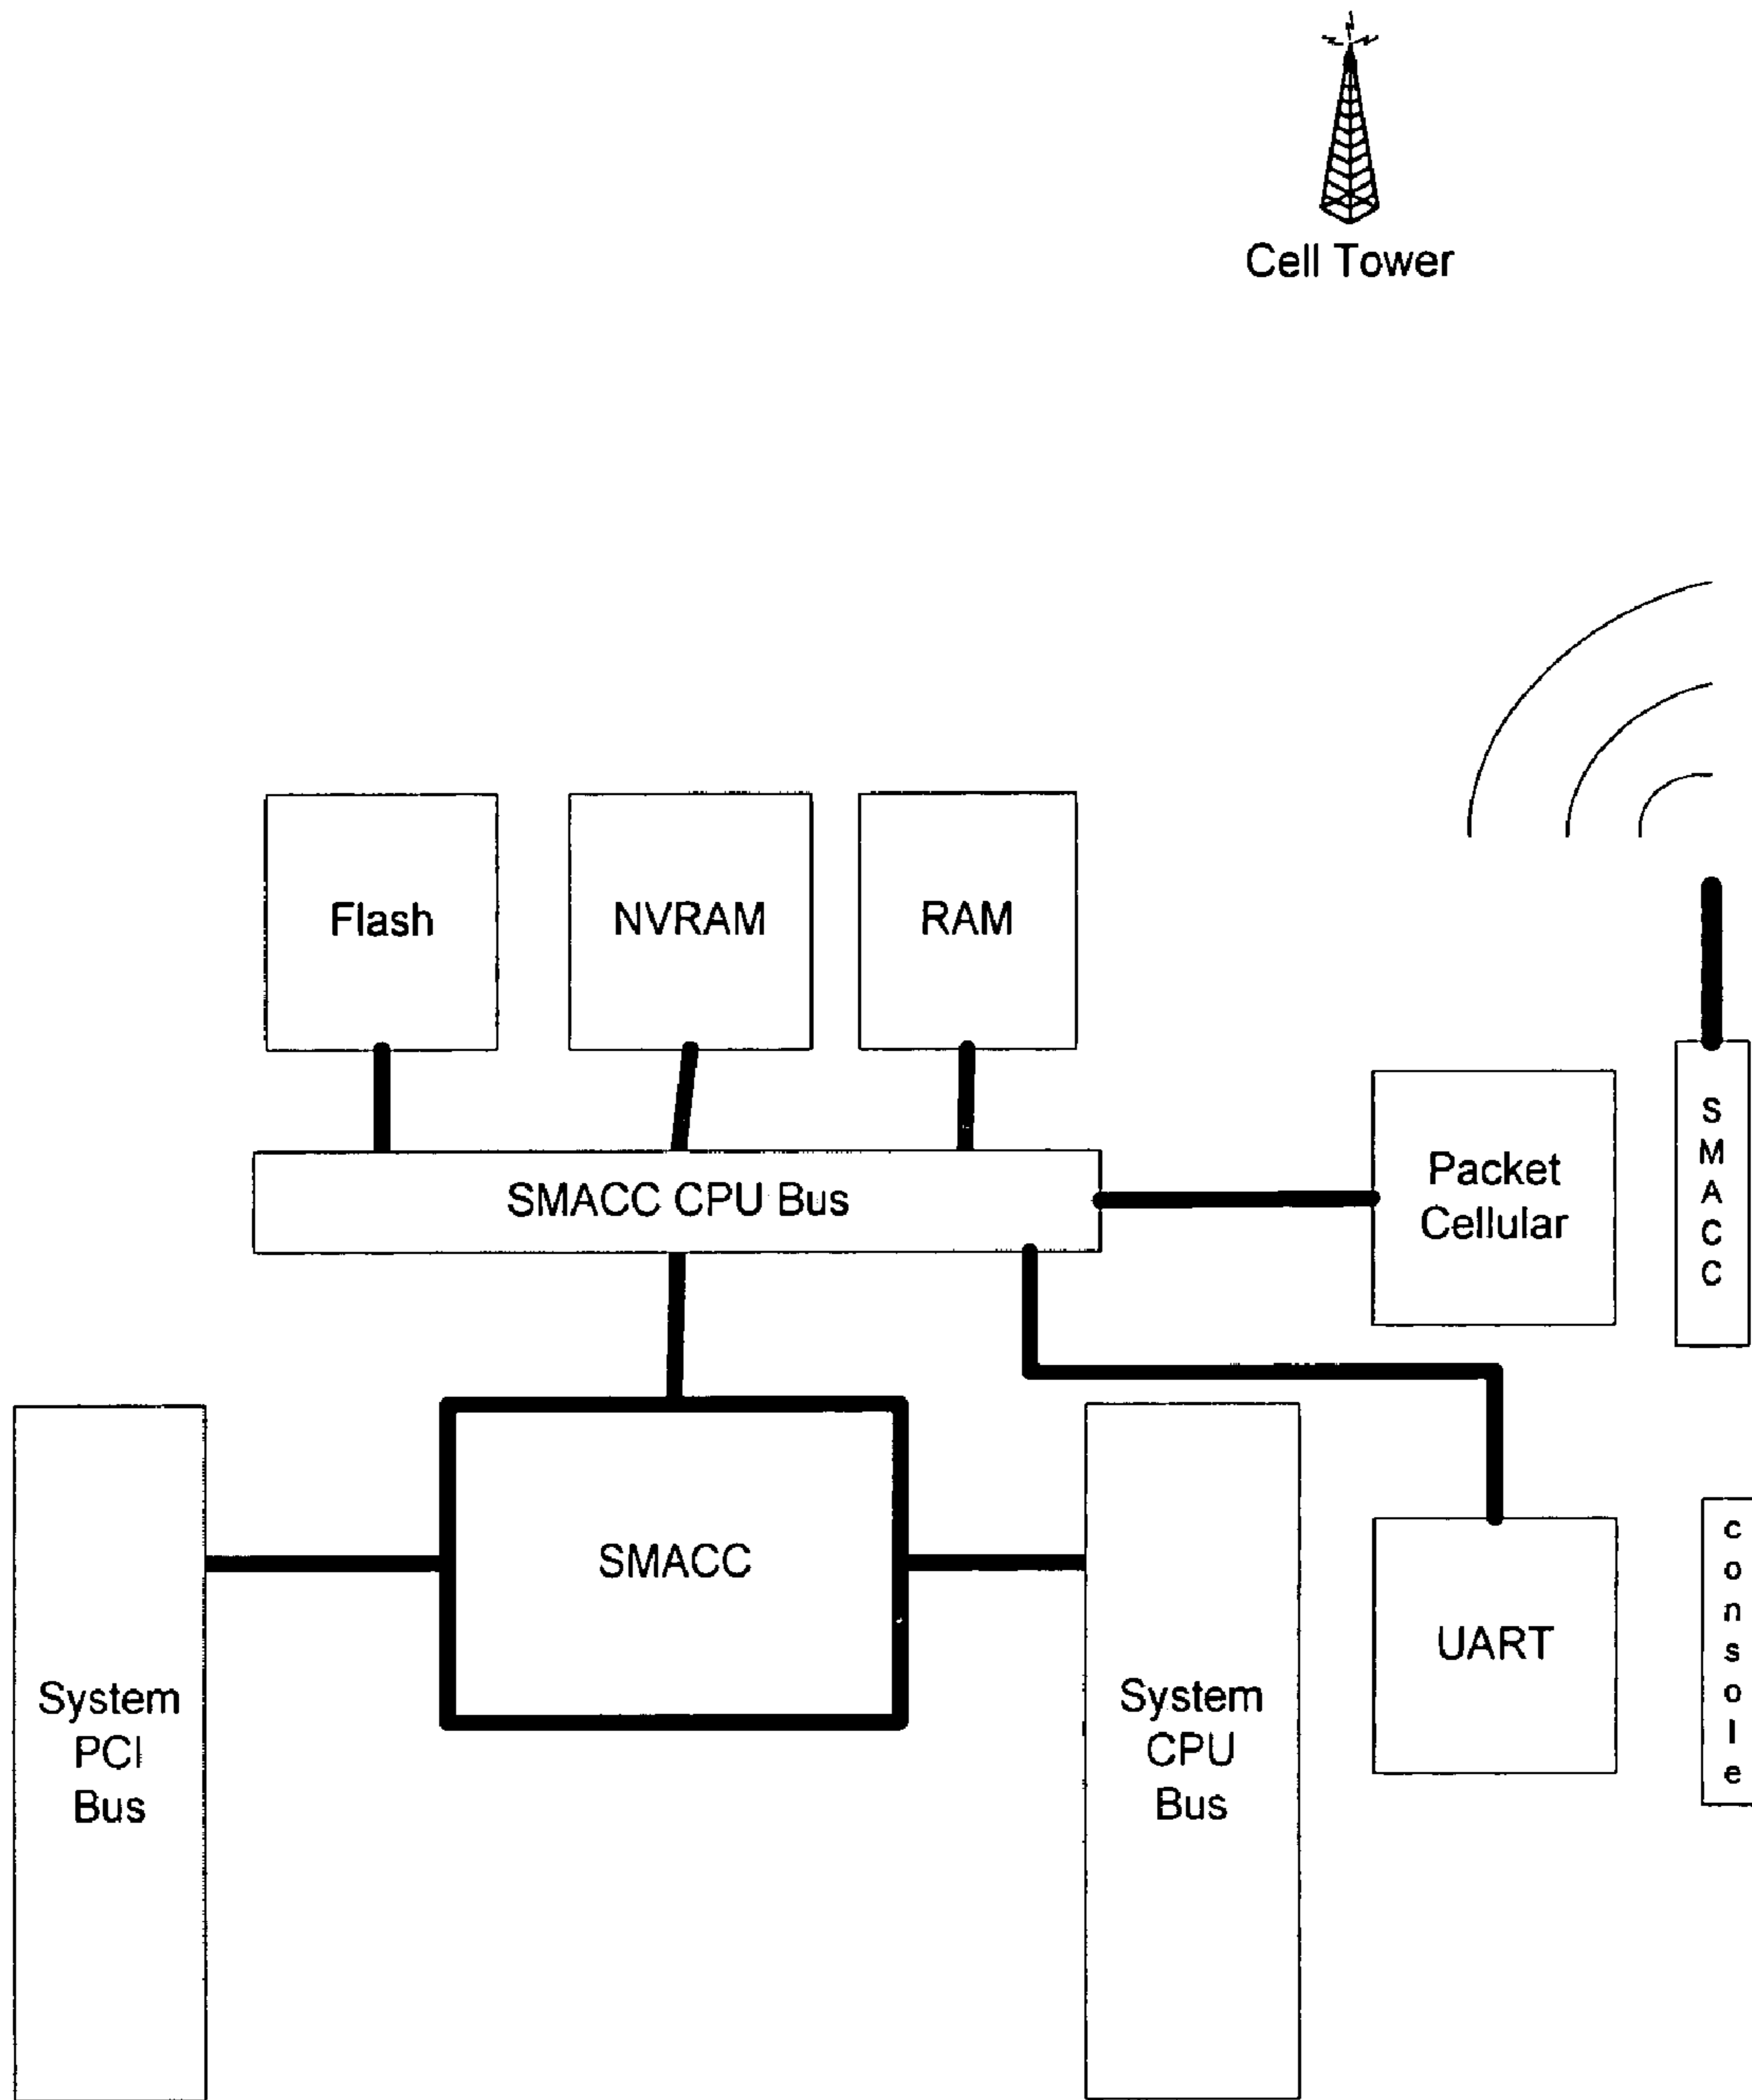 Cell Tower
Flash
NVRAM
RAM
SMACC CPU Bus
Packet
Cellular
S
M
A
C
C
SMACC
System
PCI
Bus
System
CPU
Bus
UART
c
o
n
s
o
l
e